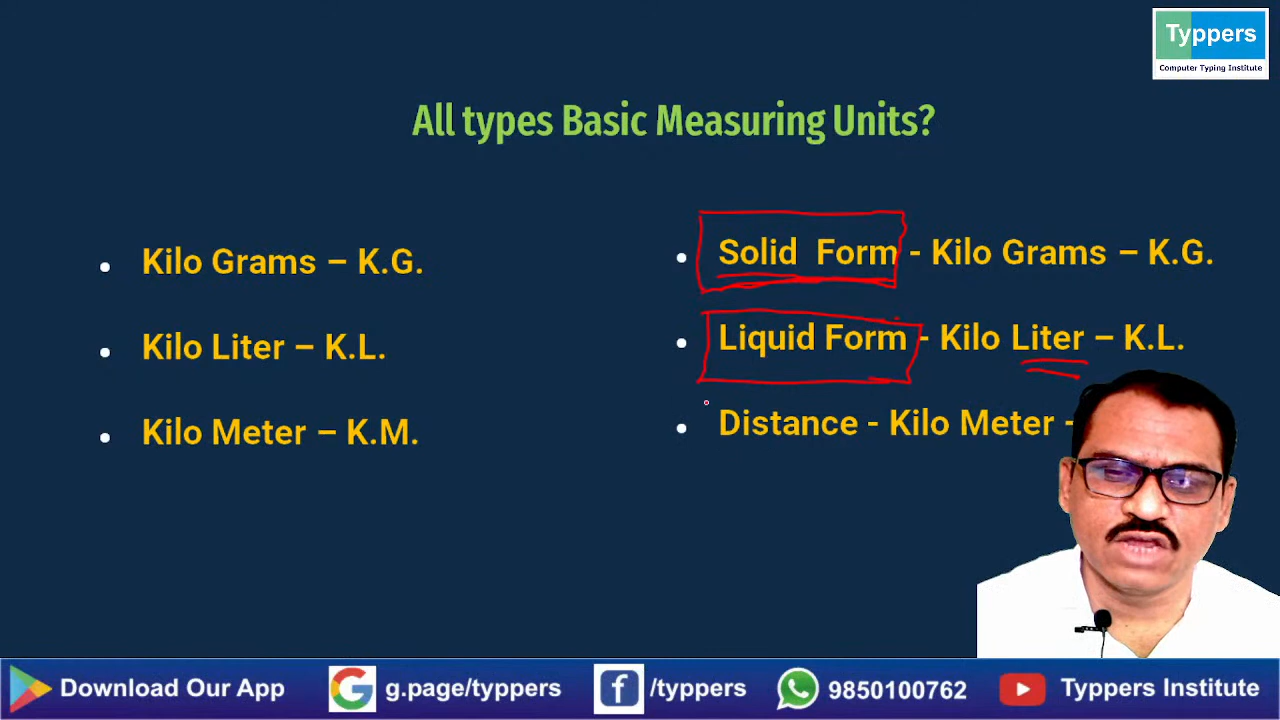 Typpers
Computer Typing Institute
All types Basic Measuring Units?
Kilo Grams – K.G.
Kilo Liter – K.L.
Kilo Meter – K.M.
Solid Form - Kilo Grams – K.G.
Liquid Form - Kilo Liter – K.L.
Distance - Kilo Meter -
Download Our App
g.page/typpers
/typpers
9850100762
Typpers Institute